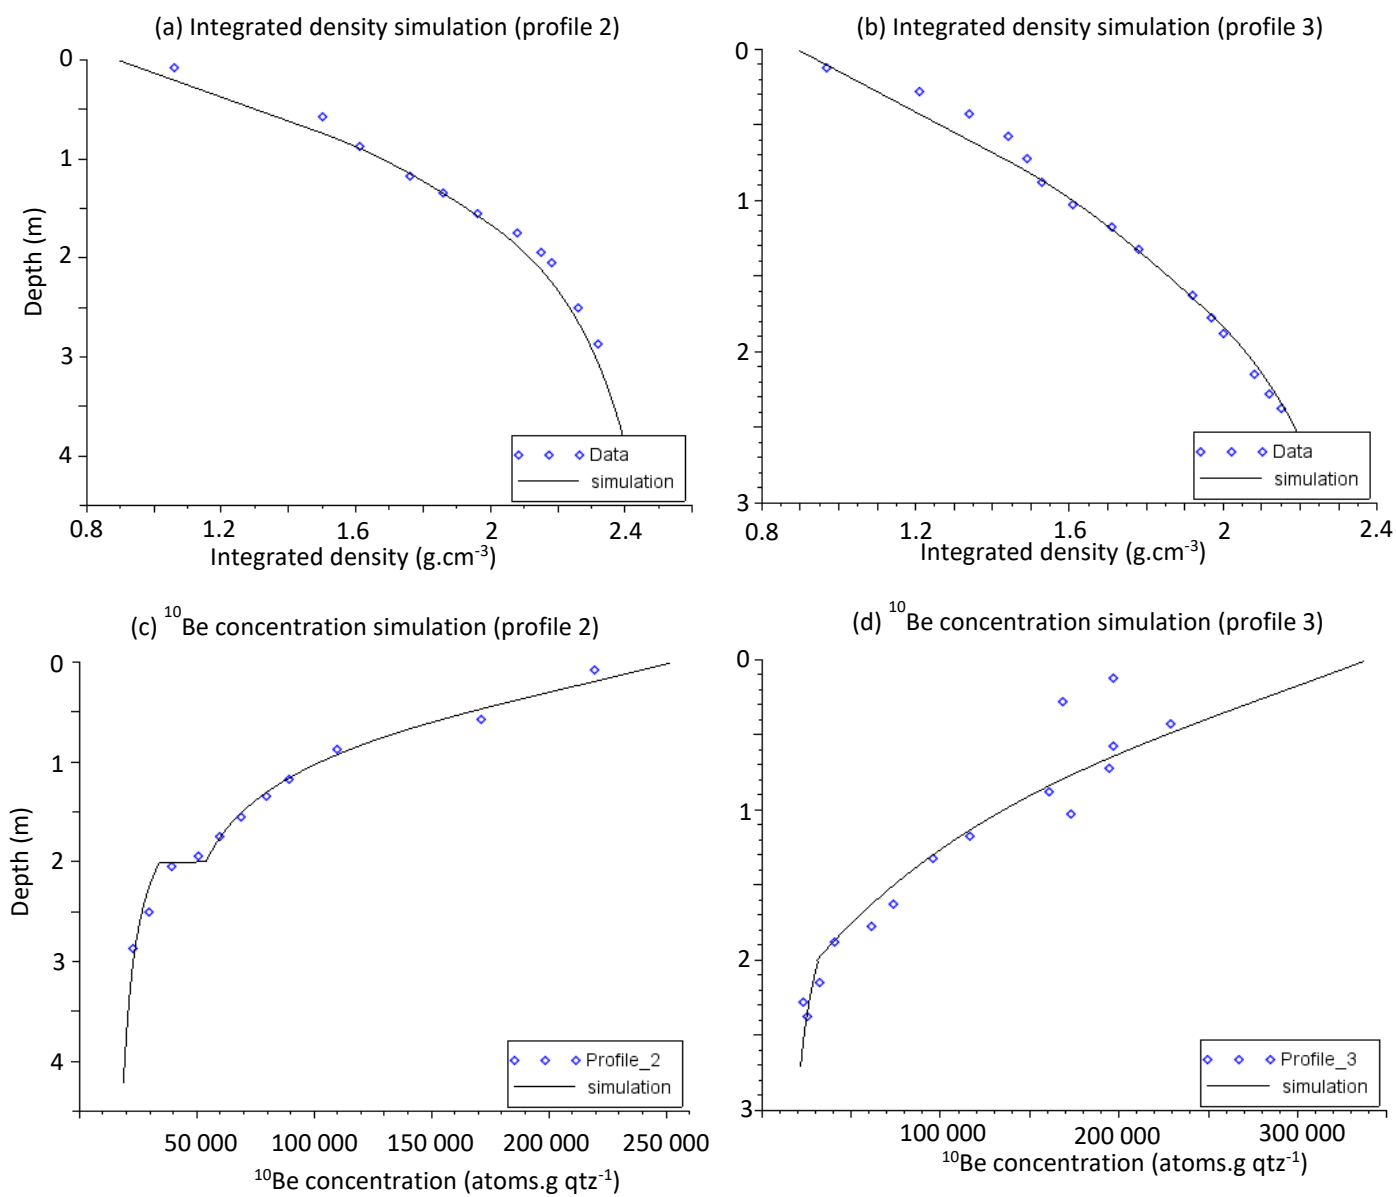 (a) Integrated density simulation (profile 2)
0
1
2
3
4
Depth (m)
Data
simulation
0.8
1.2
1.6
2
2.4
Integrated density (g.cm-3)
(b) Integrated density simulation (profile 3)
0
1
2
3
Data
simulation
0.8
1.2
1.6
2
2.4
Integrated density (g.cm-3)
(c) 10Be concentration simulation (profile 2)
0
1
2
3
4
Depth (m)
Profile_2
simulation
50 000
100 000
150 000
200 000
250 000
10Be concentration (atoms.g qtz-1)
(d) 10Be concentration simulation (profile 3)
0
1
2
3
Profile_3
simulation
100 000
200 000
300 000
10Be concentration (atoms.g qtz-1)